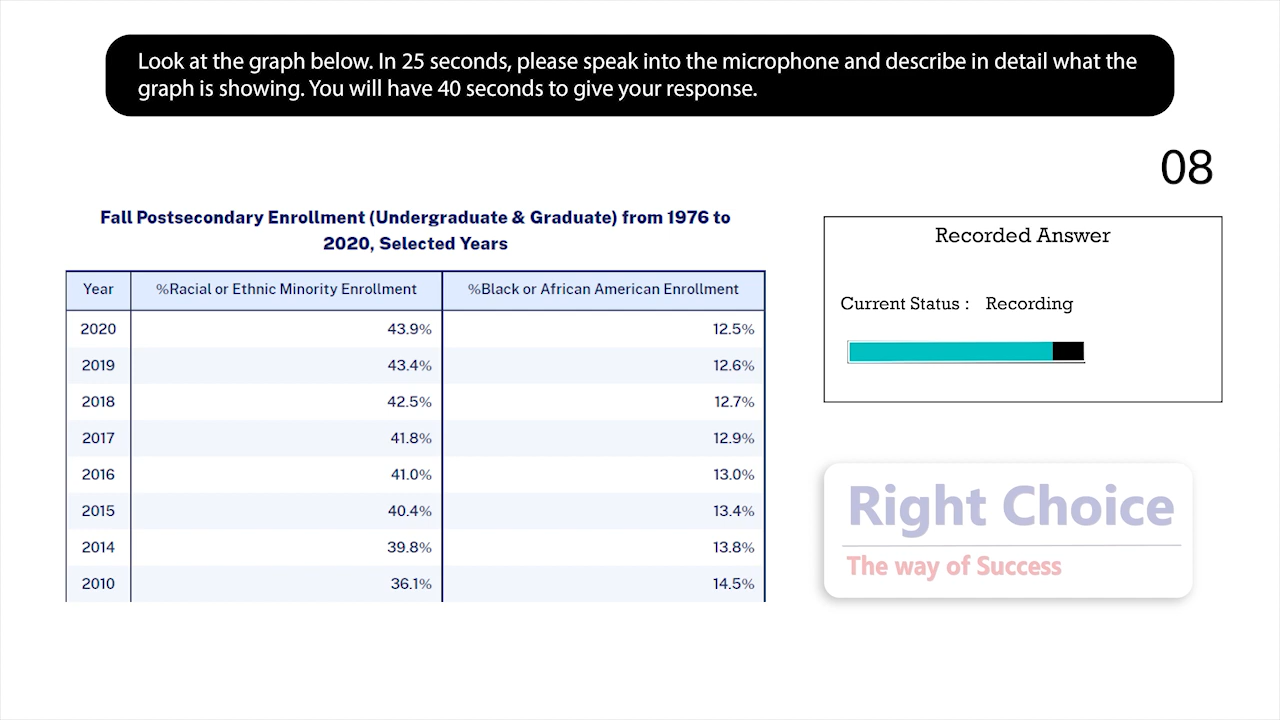 Look at the graph below. In 25 seconds, please speak into the microphone and describe in detail what the
graph is showing. You will have 40 seconds to give your response.
08
Fall Postsecondary Enrollment (Undergraduate & Graduate) from 1976 to
2020, Selected Years
Year %Racial or Ethnic Minority Enrollment %Black or African American Enrollment
2020 43.9% 12.5%
2019 43.4% 12.6%
2018 42.5% 12.7%
2017 41.8% 12.9%
2016 41.0% 13.0%
2015 40.4% 13.4%
2014 39.8% 13.8%
2010 36.1% 14.5%
Recorded Answer
Current Status : Recording
Right Choice
The way of Success